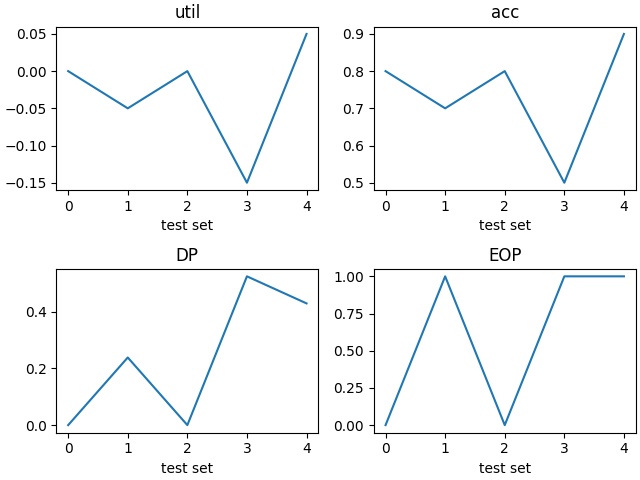 util
0.05
0.00
−0.05
−0.10
−0.15
0 1 2 3 4
test set
acc
0.9
0.8
0.7
0.6
0.5
0 1 2 3 4
test set
DP
0.4
0.2
0.0
0 1 2 3 4
test set
EOP
1.00
0.75
0.50
0.25
0.00
0 1 2 3 4
test set